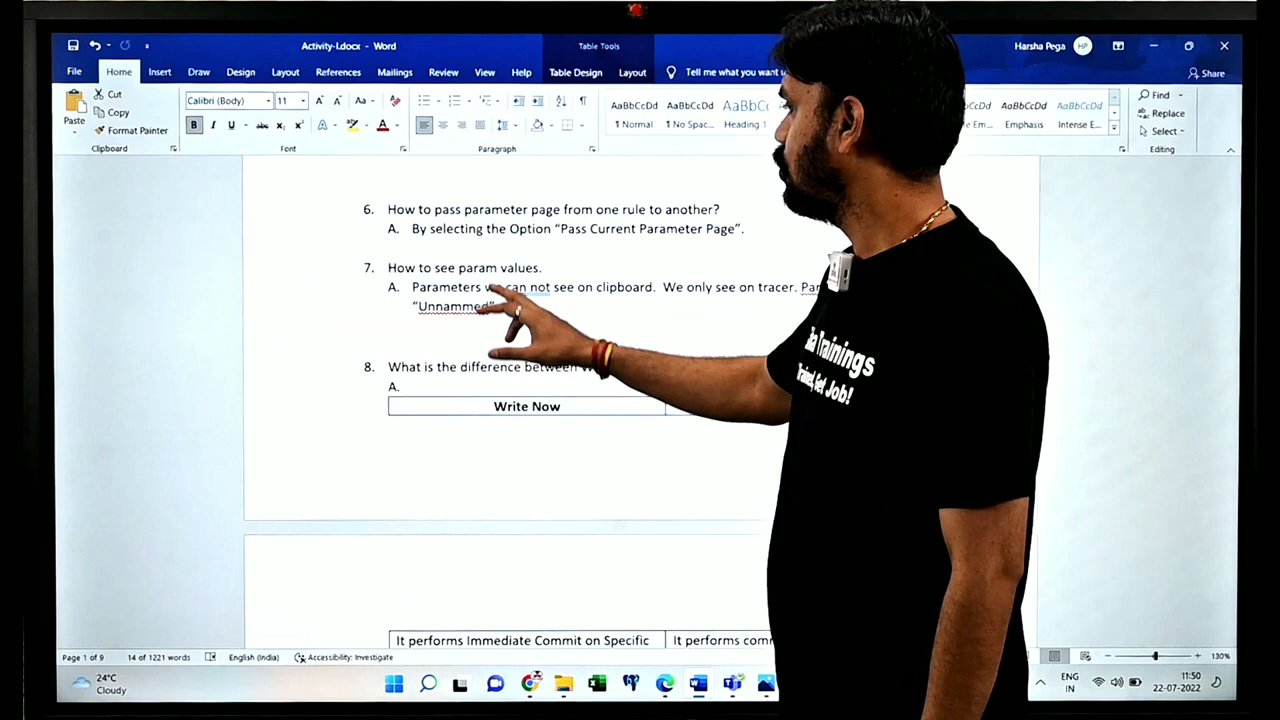 Activity-I.docx - Word
Table Tools
Harsha Pega
HP
File Home Insert Draw Design Layout References Mailings Review View Help Table Design Layout Tell me what you want
Share
Paste
Cut
Copy
Format Painter
Clipboard
Calibri (Body) 11
Font
Paragraph
AaBbCcDd AaBbCcDd AaBbC AaBbCcDd AaBbCcDd
¶ Normal ¶ No Spac... Heading 1 Emphasis Intense E...
Find
Replace
Select
Editing
6. How to pass parameter page from one rule to another?
A. By selecting the Option “Pass Current Parameter Page”.
7. How to see param values.
A. Parameters can not see on clipboard. We only see on tracer.
“Unnammed”
8. What is the difference between
A.
Write Now
It performs Immediate Commit on Specific
It performs
Trainings
Job!
Page 1 of 9 14 of 1221 words English (India) Accessibility: Investigate
130%
24°C
Cloudy
ENG
IN
11:50
22-07-2022